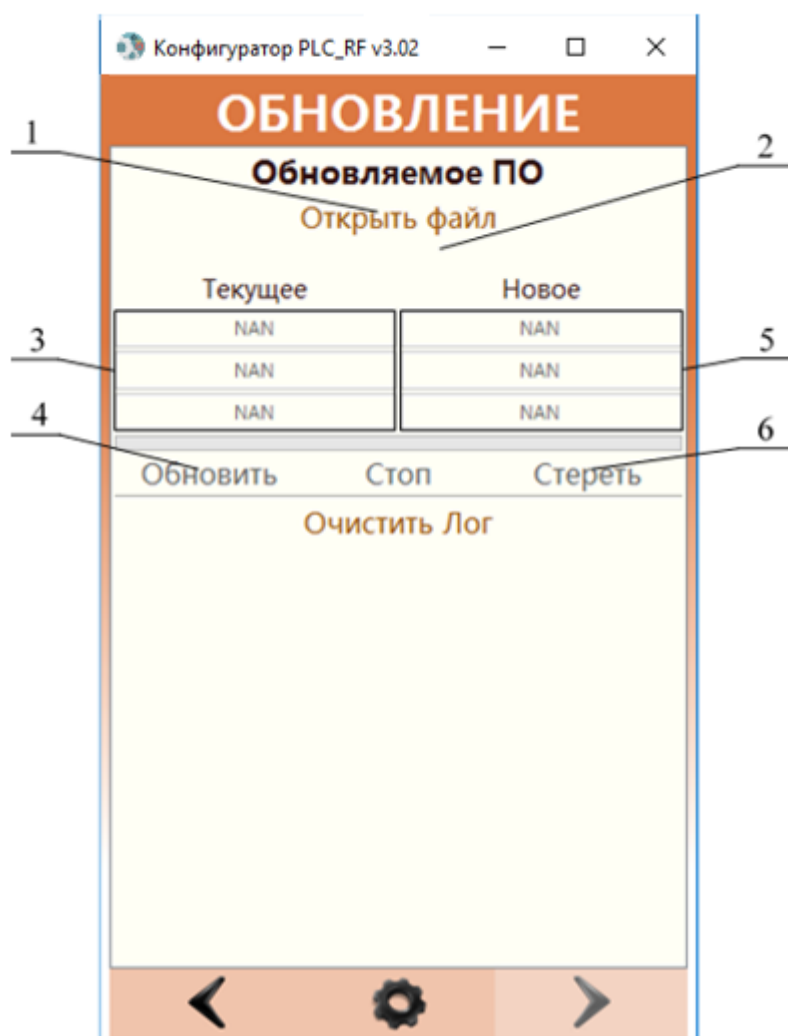 Конфигуратор PLC_RF v3.02
ОБНОВЛЕНИЕ
1
2
Обновляемое ПО
Открыть файл
Текущее Новое
NAN NAN
3
5
NAN NAN
NAN NAN
4
6
Обновить Стоп Стереть
Очистить Лог